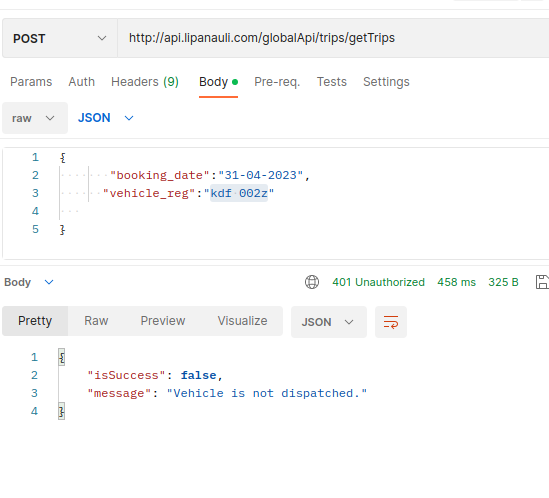 POST http://api.lipanauli.com/globalApi/trips/getTrips
Params Auth Headers (9) Body Pre-req. Tests Settings
raw JSON
1 {
2 "booking_date":"31-04-2023",
3 "vehicle_reg":"kdf 002z"
4
5 }
Body 401 Unauthorized 458 ms 325 B
Pretty Raw Preview Visualize JSON
1 {
2 "isSuccess": false,
3 "message": "Vehicle is not dispatched."
4 }